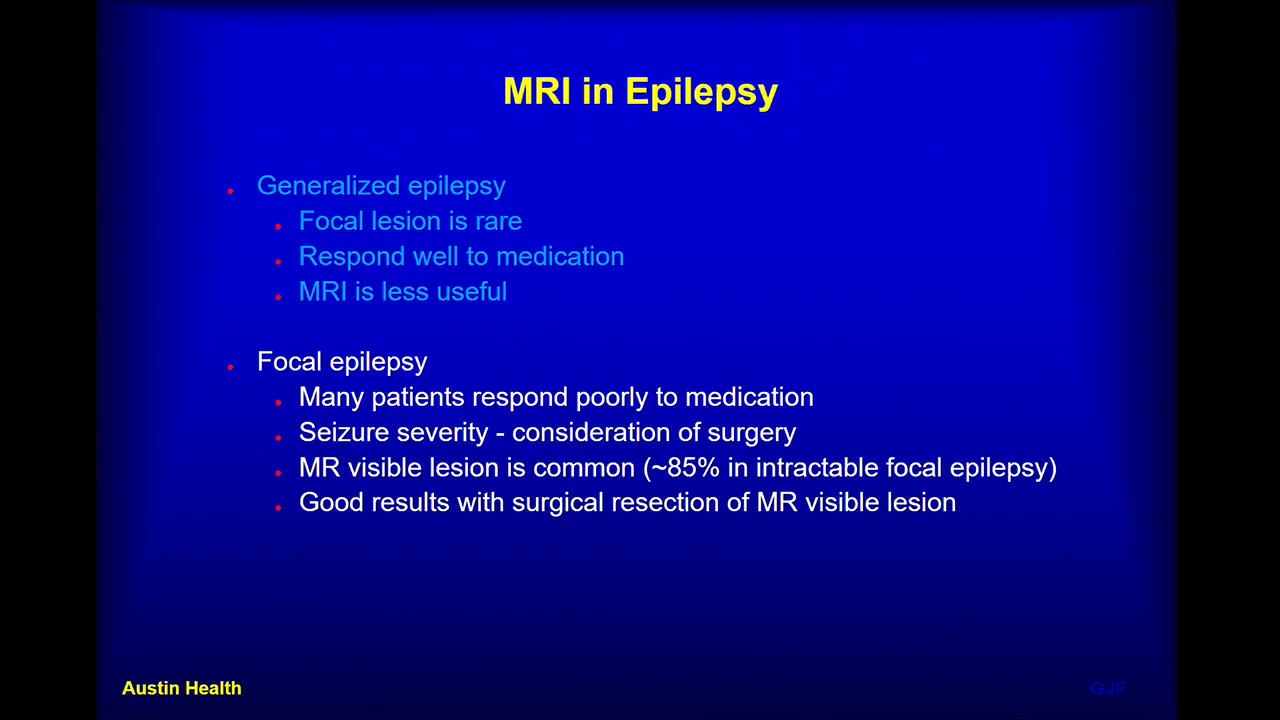 MRI in Epilepsy
Generalized epilepsy
Focal lesion is rare
Respond well to medication
MRI is less useful
Focal epilepsy
Many patients respond poorly to medication
Seizure severity - consideration of surgery
MR visible lesion is common (~85% in intractable focal epilepsy)
Good results with surgical resection of MR visible lesion
Austin Health
GJF